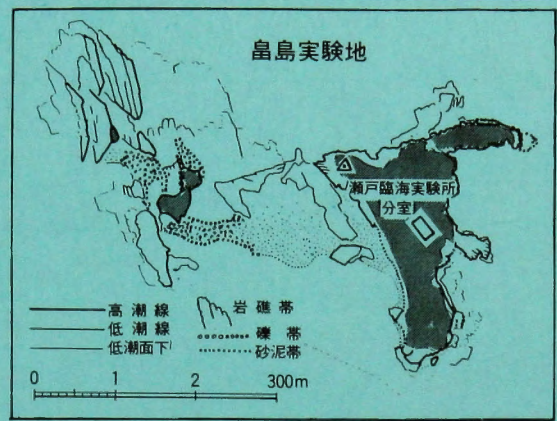 畠島実験地
瀬戸臨海実験所
分室
高潮線
低潮線
低潮面下
岩礁帯
礫帯
砂泥帯
0 1 2 300m